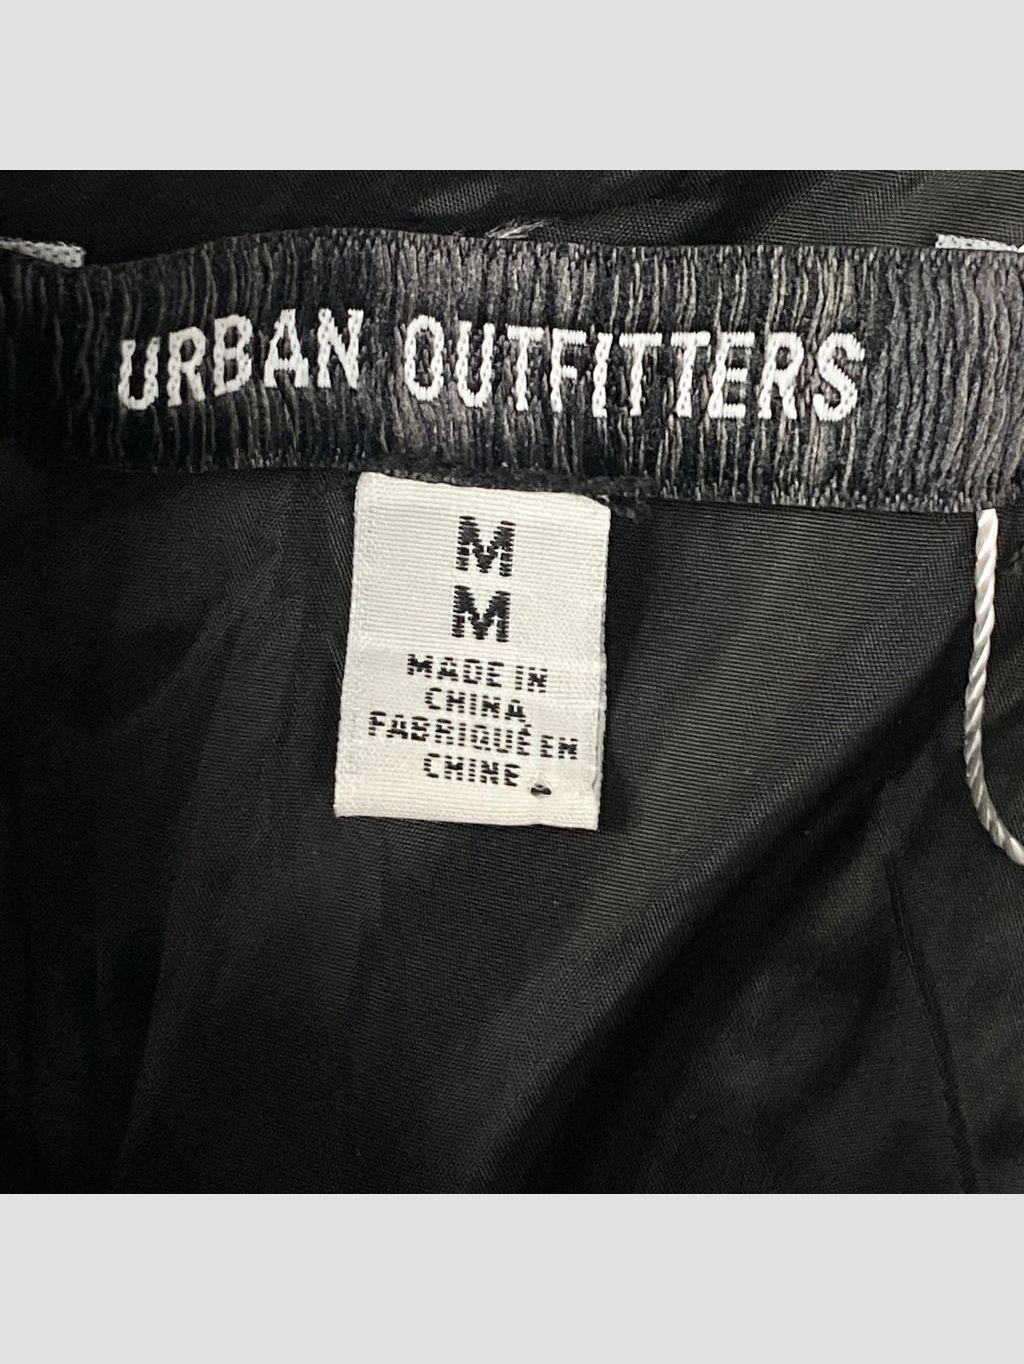 URBAN OUTFITTERS
M
M
MADE IN
CHINA
FABRIQUÉ EN
CHINE